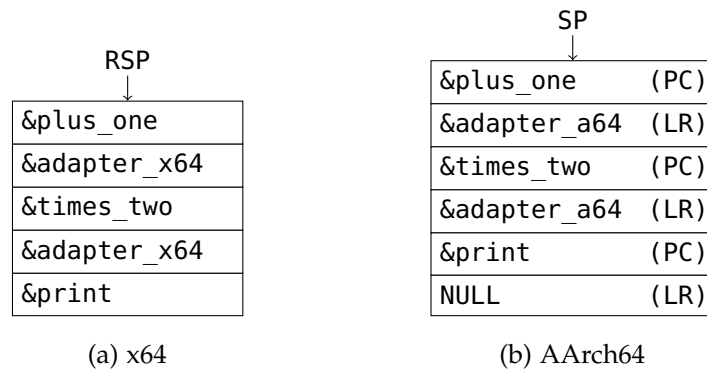 RSP
&plus_one
&adapter_x64
&times_two
&adapter_x64
&print
(a) x64
SP
&plus_one (PC)
&adapter_a64 (LR)
&times_two (PC)
&adapter_a64 (LR)
&print (PC)
NULL (LR)
(b) AArch64